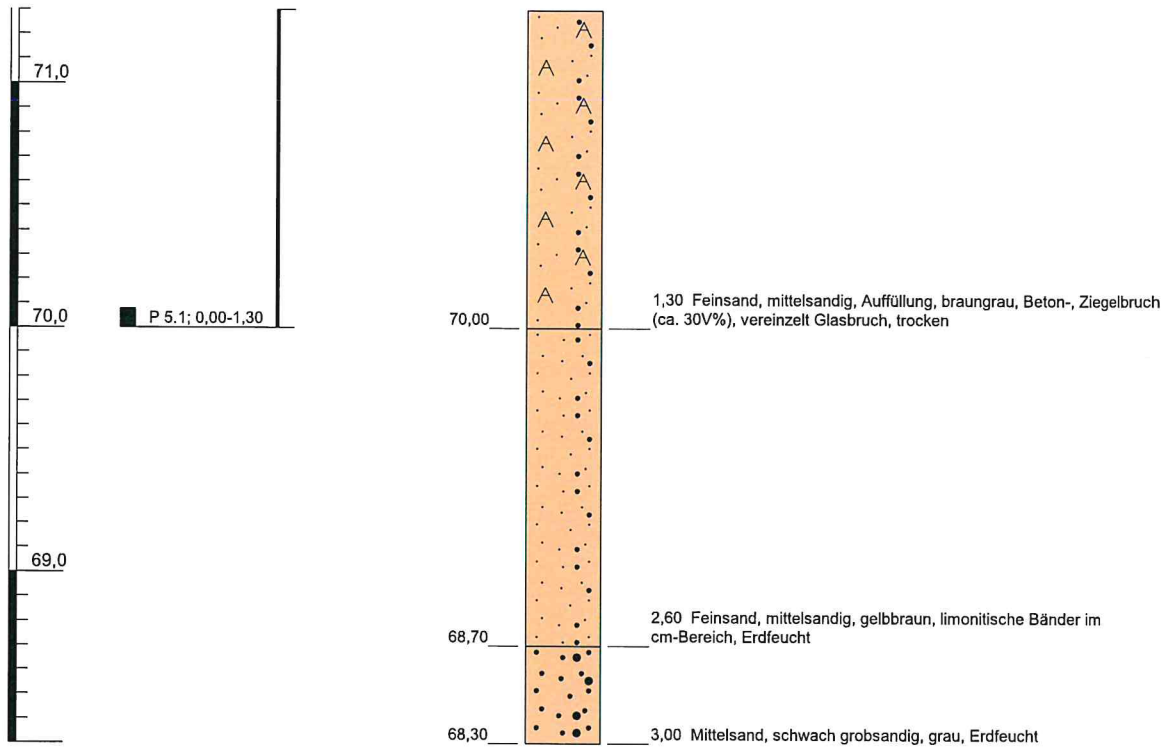 71,0
1,30 Feinsand, mittelsandig, Auffüllung, braungrau, Beton-, Ziegelbruch
70,0
P 5.1; 0,00-1,30
70,00
(ca. 30V%), vereinzelt Glasbruch, trocken
69,0
2,60 Feinsand, mittelsandig, gelbbraun, limonitische Bänder im
68,70
cm-Bereich, Erdfeucht
68,30
3,00 Mittelsand, schwach grobsandig, grau, Erdfeucht